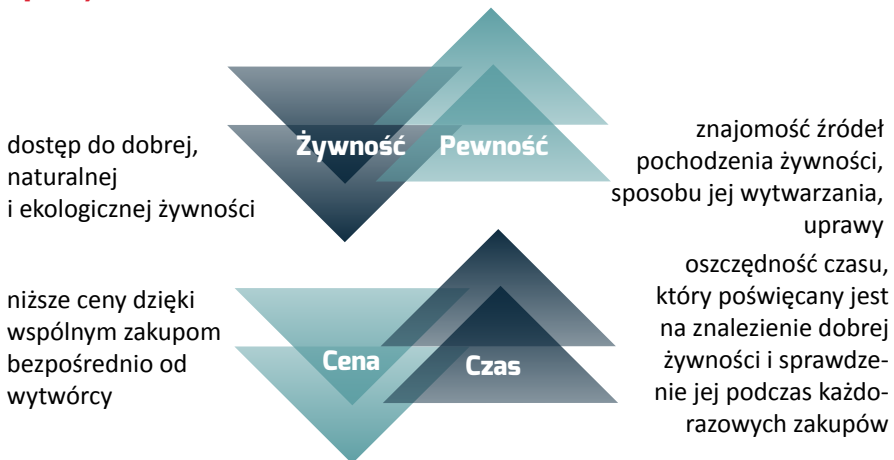 dostęp do dobrej,
naturalnej
i ekologicznej żywności
Żywność
Pewność
znajomość źródeł
pochodzenia żywności,
sposobu jej wytwarzania,
uprawy
niższe ceny dzięki
wspólnym zakupom
bezpośrednio od
wytwórcy
Cena
Czas
oszczędność czasu,
który poświęcany jest
na znalezienie dobrej
żywności i sprawdze-
nie jej podczas każdo-
razowych zakupów